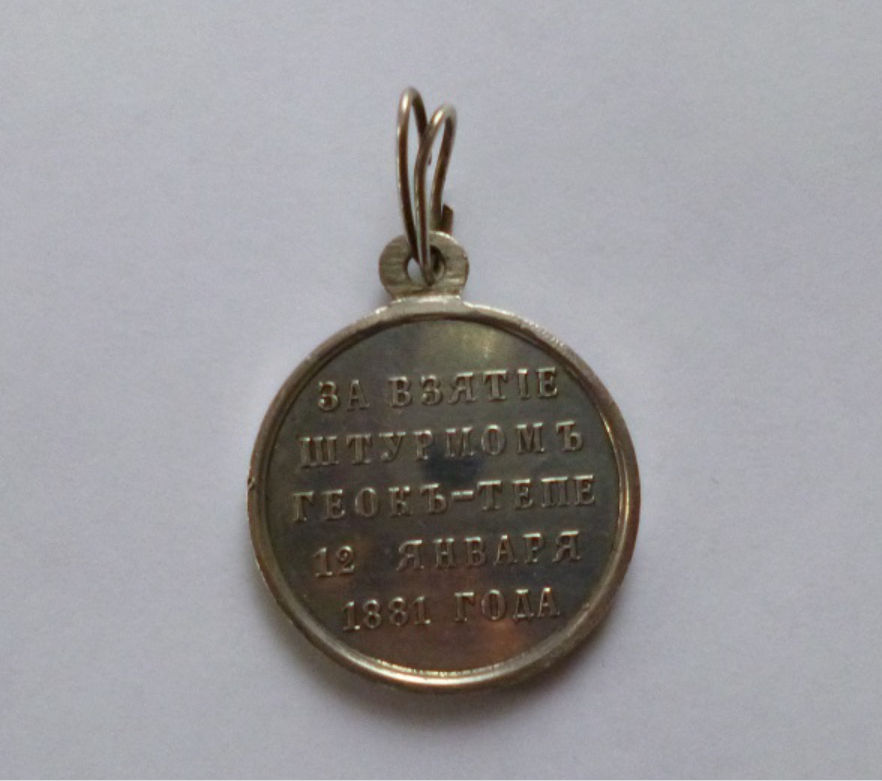 ЗА ВЗЯТІЕ
ШТУРМОМЪ
ГЕОКЪ-ТЕПЕ
12 ЯНВАРЯ
1881 ГОДА